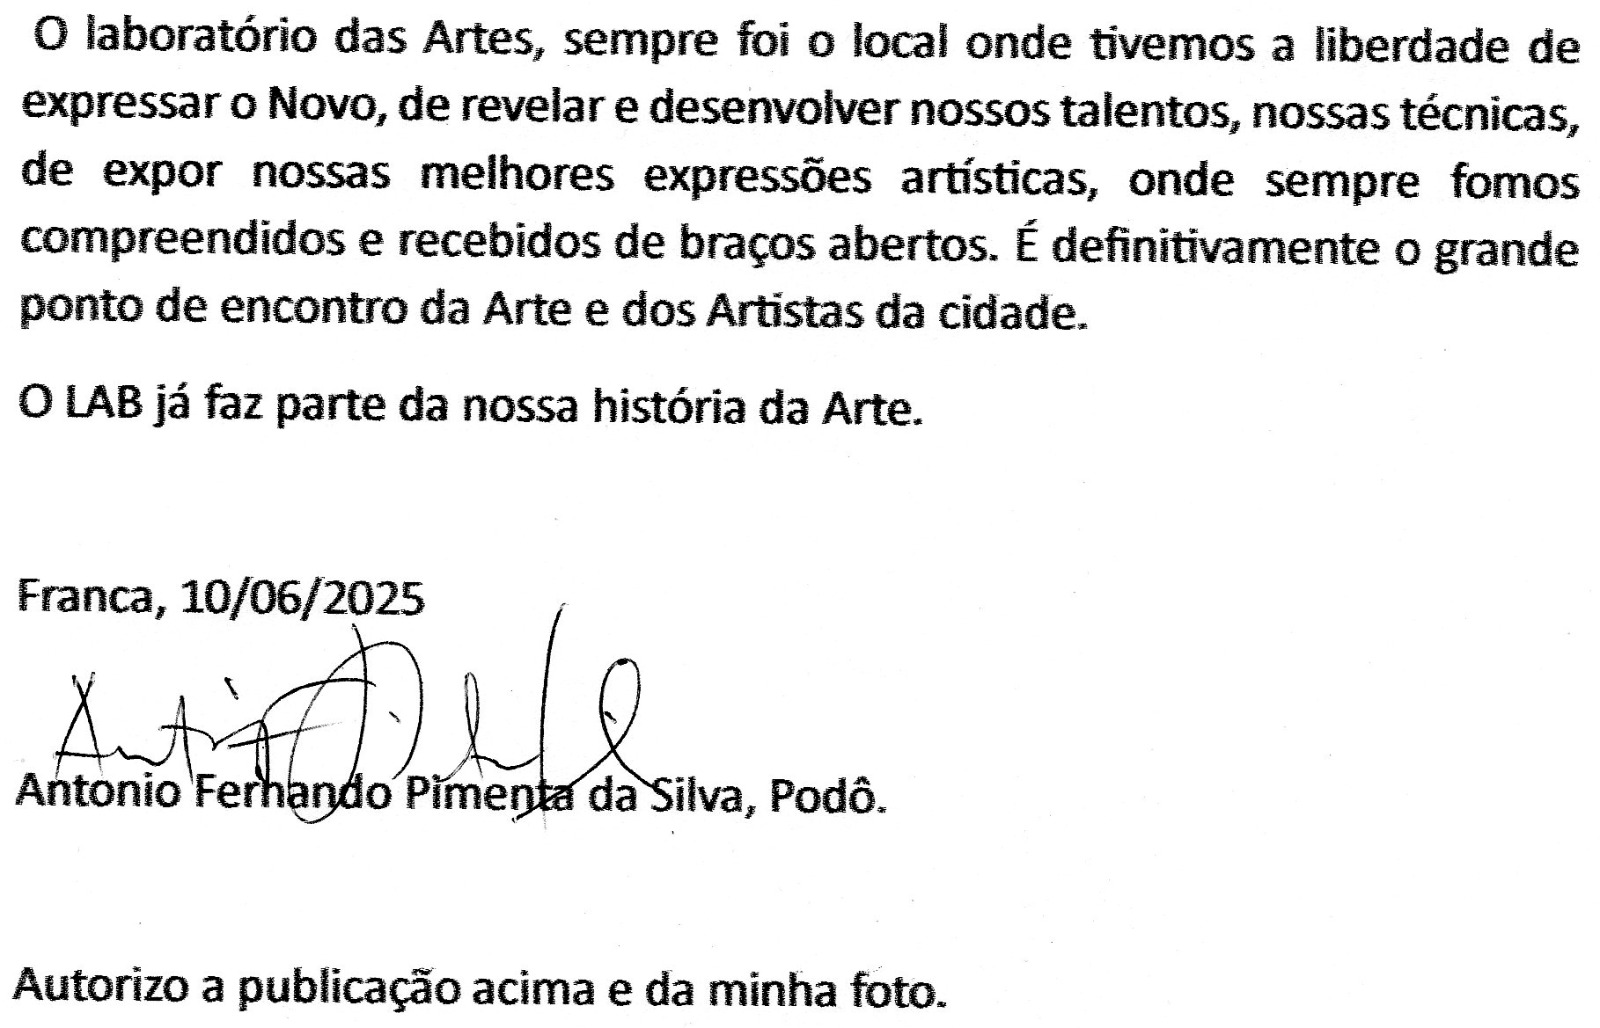 O laboratório das Artes, sempre foi o local onde tivemos a liberdade de
expressar o Novo, de revelar e desenvolver nossos talentos, nossas técnicas,
de expor nossas melhores expressões artísticas, onde sempre fomos
compreendidos e recebidos de braços abertos. É definitivamente o grande
ponto de encontro da Arte e dos Artistas da cidade.
O LAB já faz parte da nossa história da Arte.
Franca, 10/06/2025
Antonio Fernando Pimenta da Silva, Podô.
Autorizo a publicação acima e da minha foto.